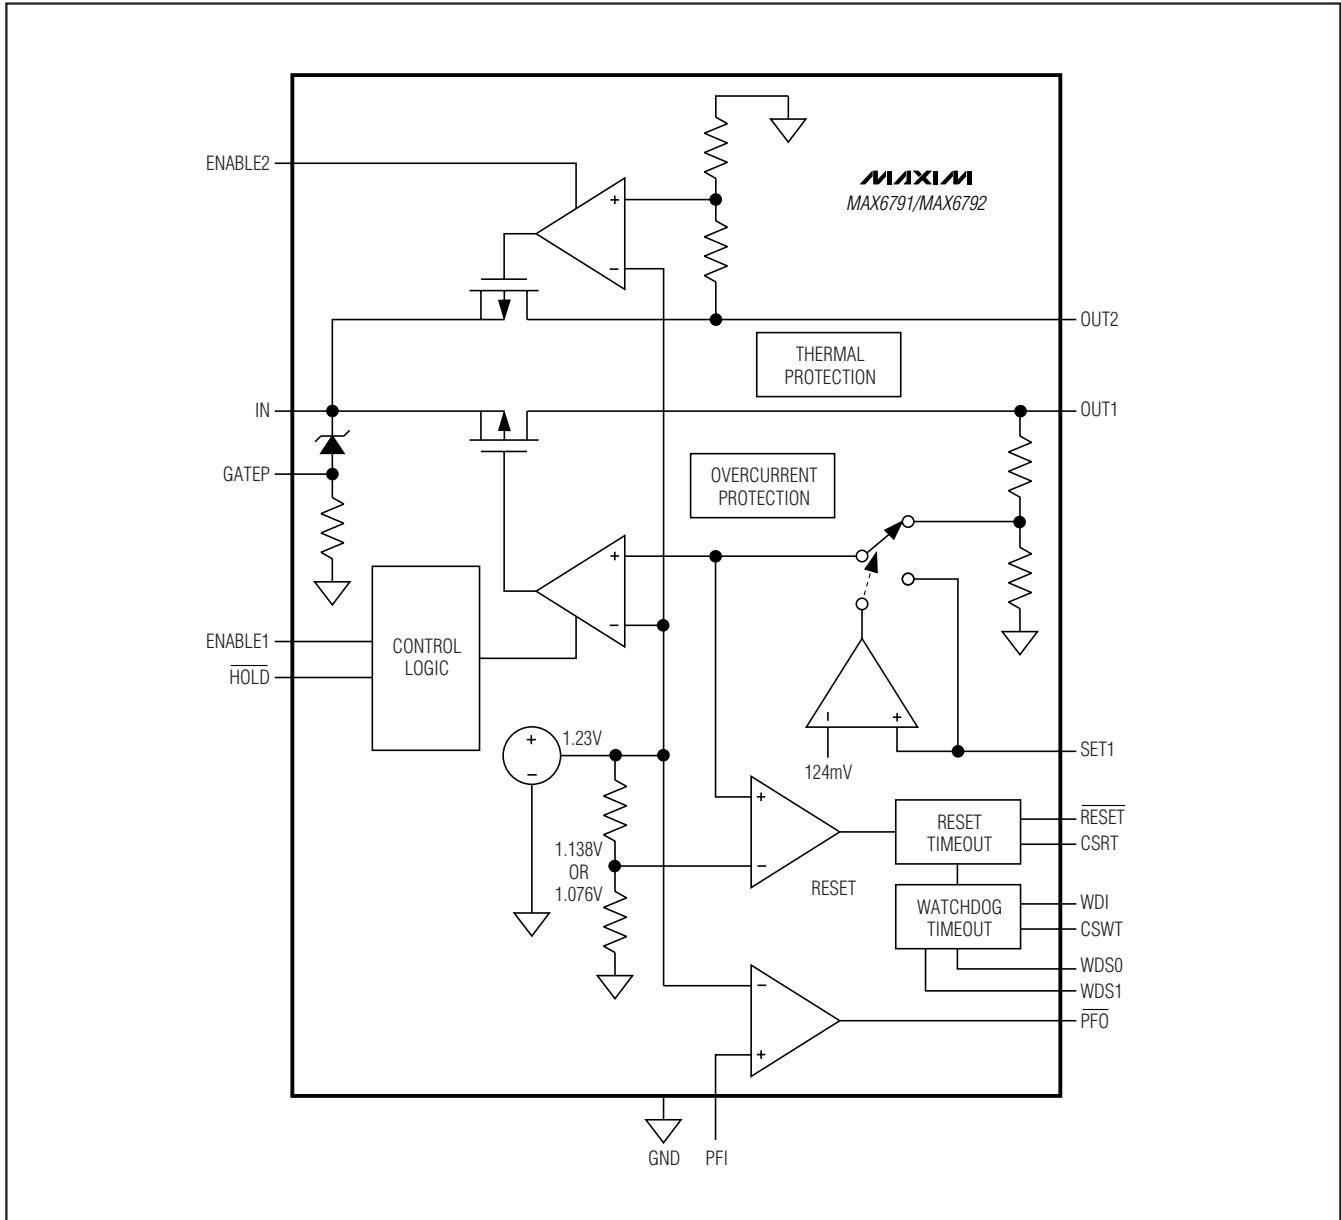 MAXIM
MAX6791/MAX6792
ENABLE2
+
−
OUT2
THERMAL
PROTECTION
IN
OUT1
GATEP
OVERCURRENT
PROTECTION
+
−
ENABLE1
HOLD
CONTROL
LOGIC
+
−
1.23V
− +
124mV
SET1
1.138V
OR
1.076V
+
−
RESET
RESET
TIMEOUT
RESET
CSRT
WATCHDOG
TIMEOUT
WDI
CSWT
WDS0
WDS1
−
+
PFO
GND
PFI